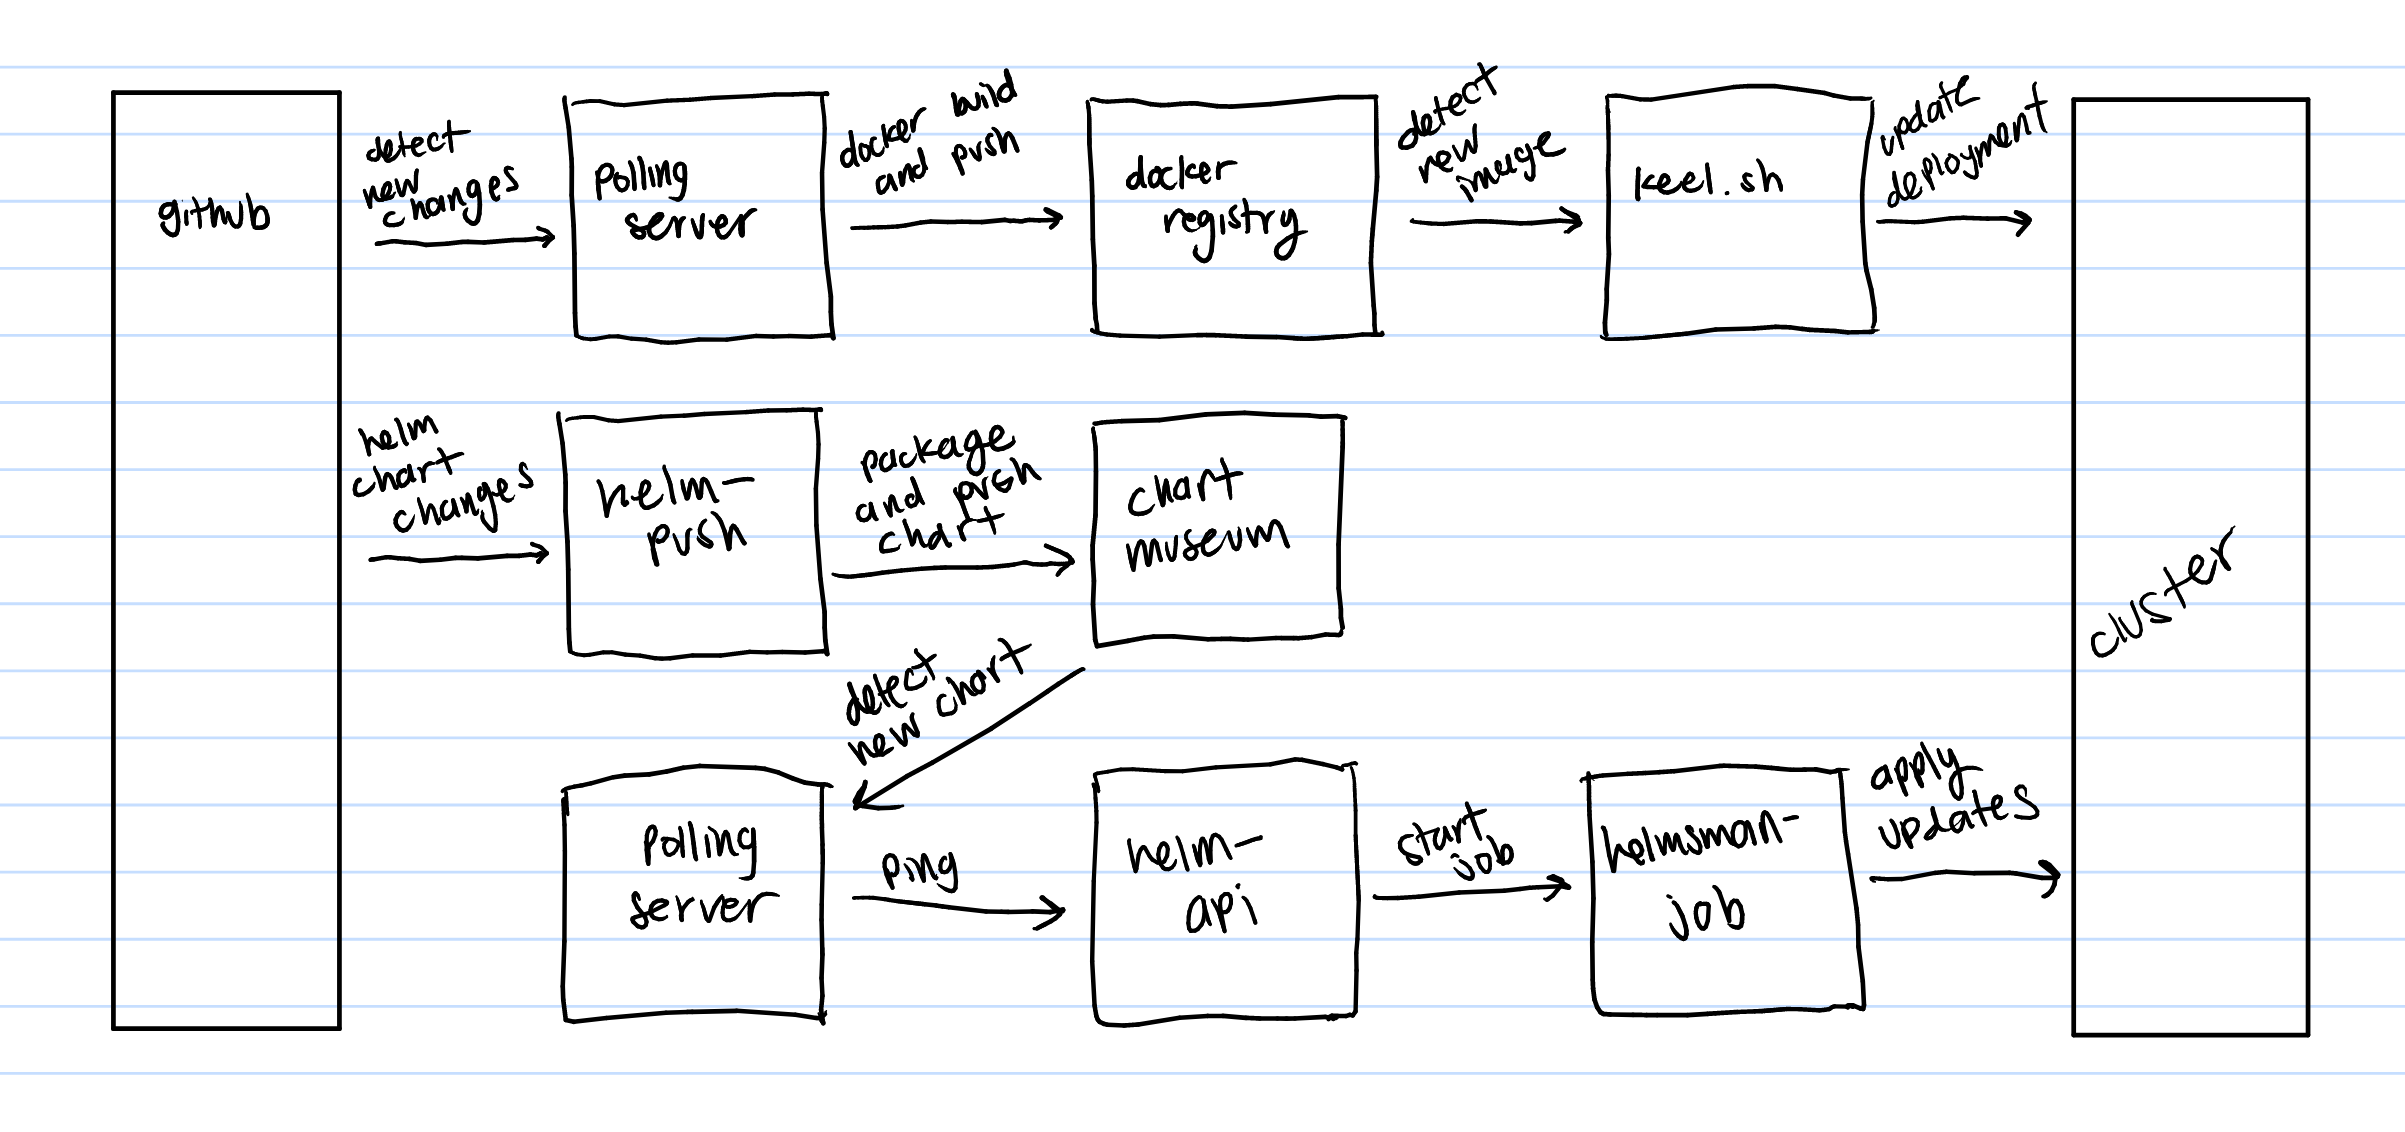 github
detect
new
changes
Polling
server
docker build
and push
docker
registry
detect
new
image
keel.sh
update
deployment
helm
chart
changes
helm-
push
package
and push
chart
chart
museum
detect
new chart
Polling
server
ping
helm-
api
start
job
helmsman-
job
apply
updates
cluster